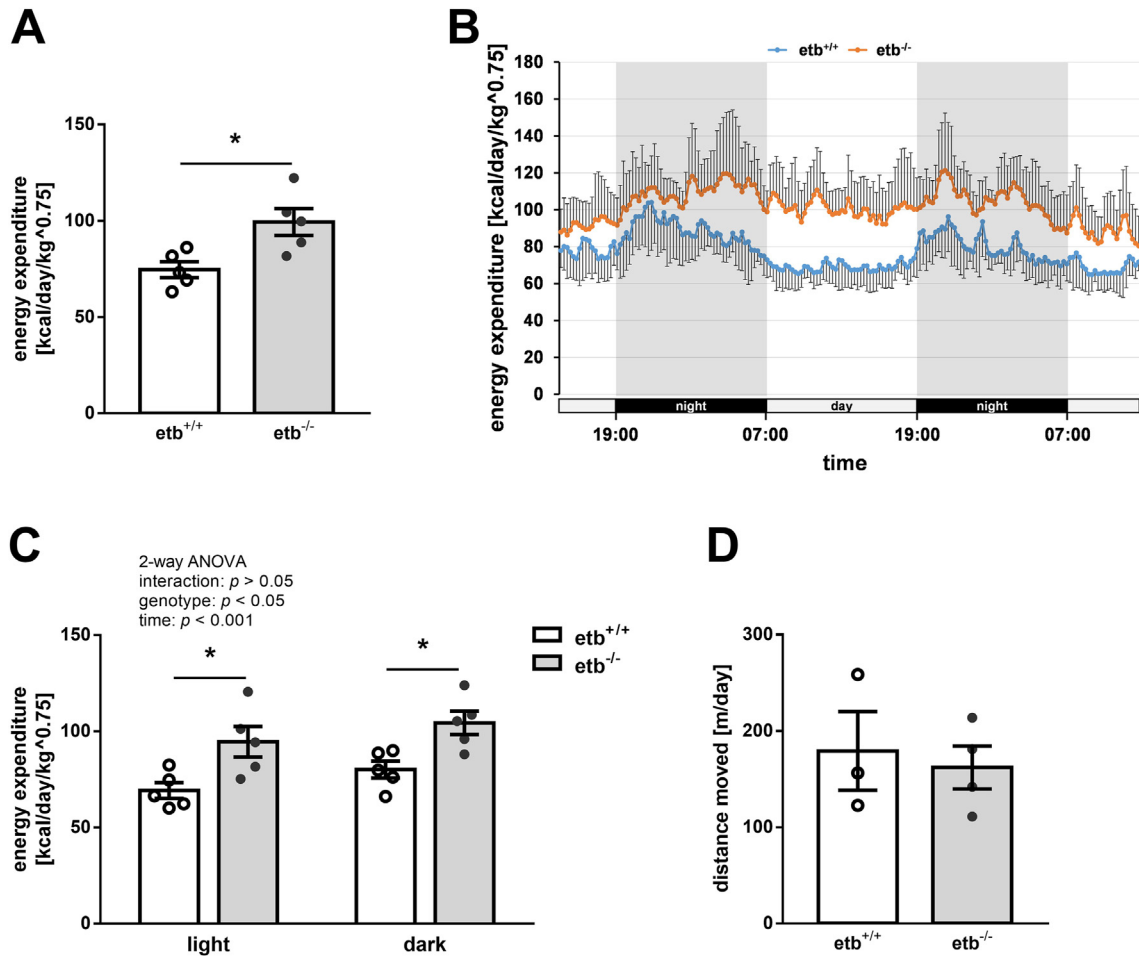 A
energy expenditure
[kcal/day/kg^0.75]
150
100
50
0
*
etb+/+
etb-/-
B
etb+/+
etb-/-
energy expenditure [kcal/day/kg^0.75]
180
160
140
120
100
80
60
40
20
0
night
day
night
19:00
07:00
19:00
07:00
time
C
2-way ANOVA
interaction: p > 0.05
genotype: p < 0.05
time: p < 0.001
energy expenditure
[kcal/day/kg^0.75]
150
100
50
0
*
*
etb+/+
etb-/-
light
dark
D
distance moved [m/day]
300
200
100
0
etb+/+
etb-/-